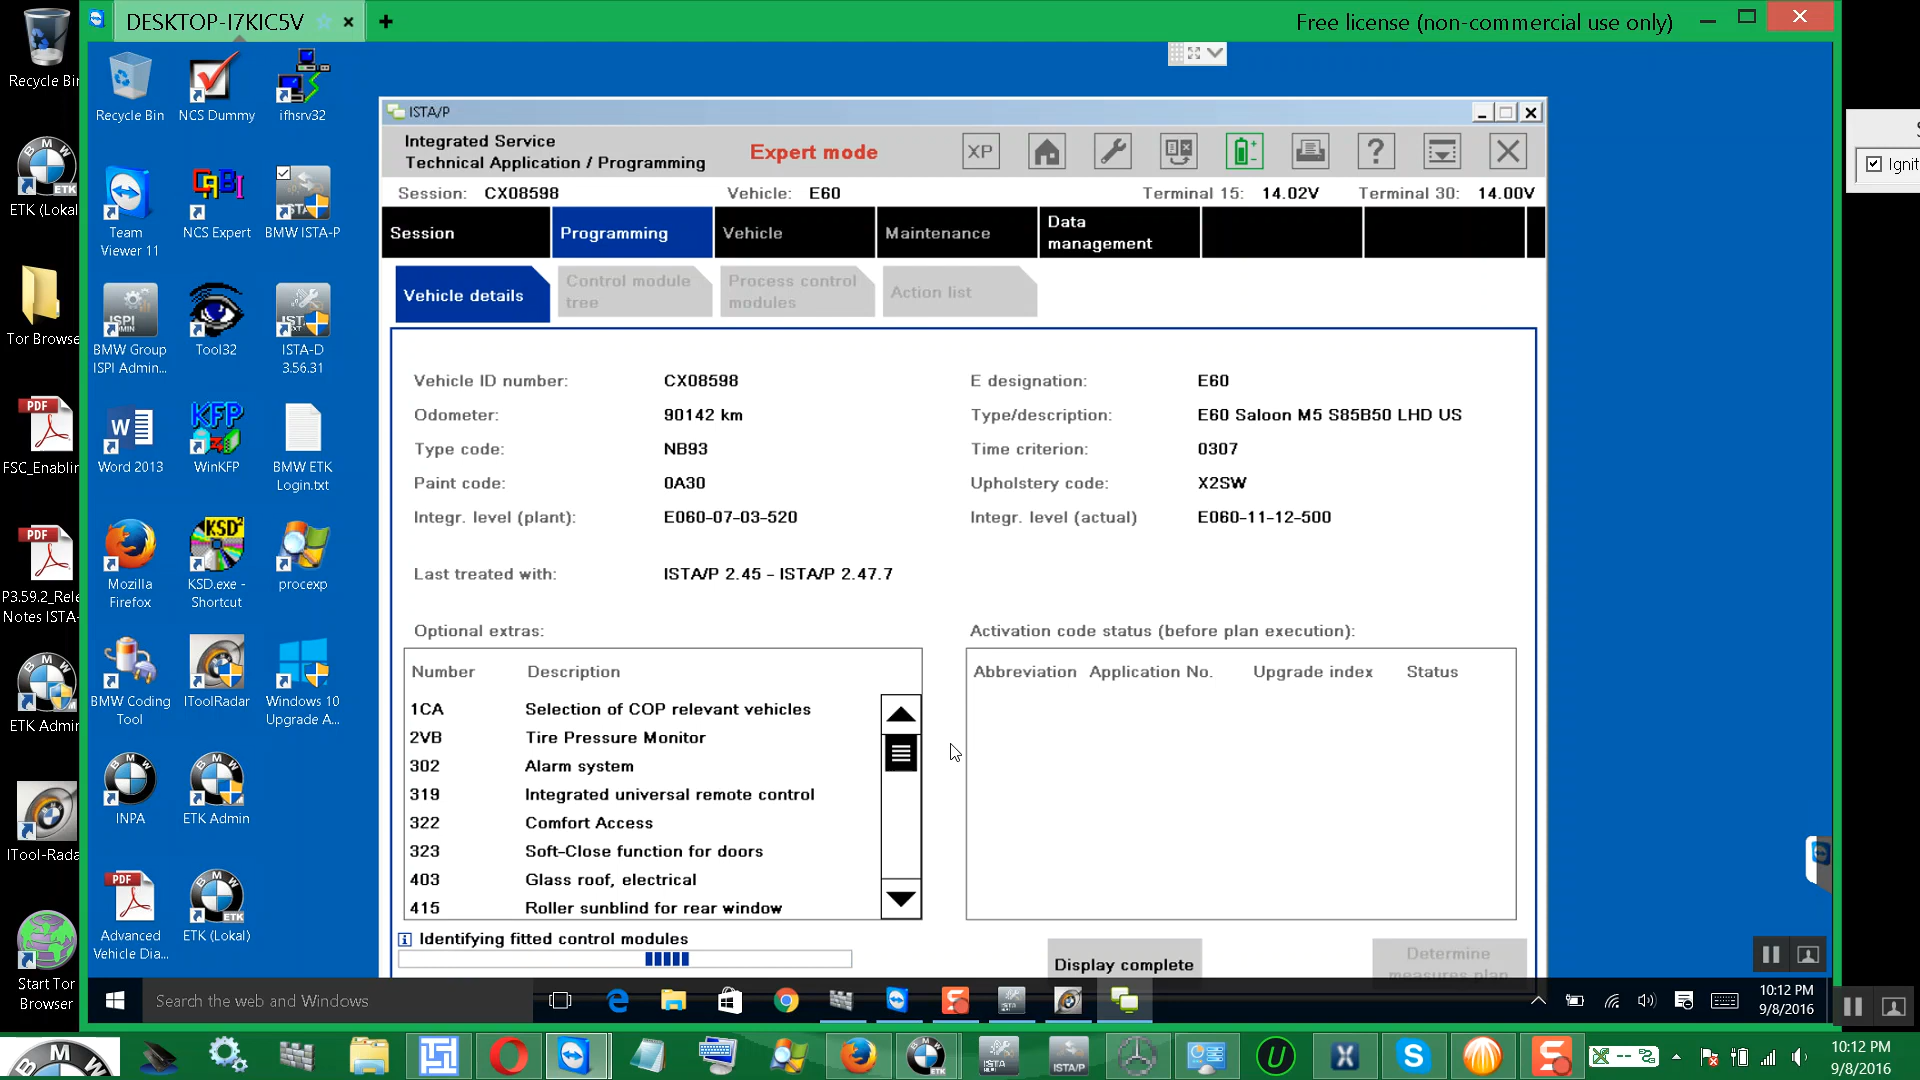 DESKTOP-I7KIC5V
Free license (non-commercial use only)
Recycle Bin
ETK (Lokal
Tor Browse
PDF
FSC_Enablin
PDF
P3.59.2_Rele
Notes ISTA-
ETK Admin
ITool-Rada
Start Tor
Browser
Recycle Bin
NCS Dummy
ifhsrv32
Team
Viewer 11
NCS Expert
BMW ISTA-P
BMW Group
ISPI Admin...
Tool32
ISTA-D
3.56.31
Word 2013
WinKFP
BMW ETK
Login.txt
Mozilla
Firefox
KSD.exe -
Shortcut
procexp
BMW Coding
Tool
IToolRadar
Windows 10
Upgrade A...
INPA
ETK Admin
Advanced
Vehicle Dia...
ETK (Lokal)
ISTA/P
Integrated Service
Technical Application / Programming
Expert mode
XP
Session: CX08598
Vehicle: E60
Terminal 15: 14.02V
Terminal 30: 14.00V
Session
Programming
Vehicle
Maintenance
Data
management
Vehicle details
Control module
tree
Process control
modules
Action list
Vehicle ID number: CX08598
E designation: E60
Odometer: 90142 km
Type/description: E60 Saloon M5 S85B50 LHD US
Type code: NB93
Time criterion: 0307
Paint code: 0A30
Upholstery code: X2SW
Integr. level (plant): E060-07-03-520
Integr. level (actual) E060-11-12-500
Last treated with: ISTA/P 2.45 - ISTA/P 2.47.7
Optional extras:
Number Description
1CA Selection of COP relevant vehicles
2VB Tire Pressure Monitor
302 Alarm system
319 Integrated universal remote control
322 Comfort Access
323 Soft-Close function for doors
403 Glass roof, electrical
415 Roller sunblind for rear window
Activation code status (before plan execution):
Abbreviation Application No. Upgrade index Status
Identifying fitted control modules
Display complete
Determine
measures plan
Ignit
Search the web and Windows
10:12 PM
9/8/2016
10:12 PM
9/8/2016